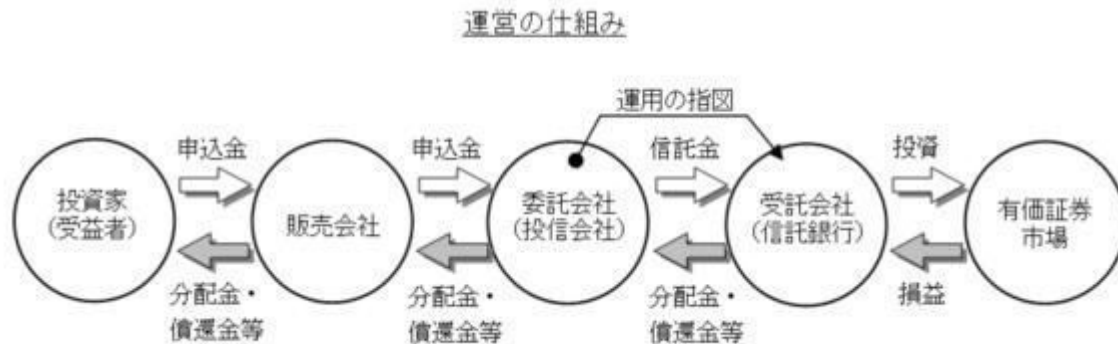 運営の仕組み
運用の指図
申込金
申込金
信託金
投資
投資家
(受益者)
販売会社
委託会社
(投信会社)
受託会社
(信託銀行)
有価証券
市場
分配金・
償還金等
分配金・
償還金等
分配金・
償還金等
損益